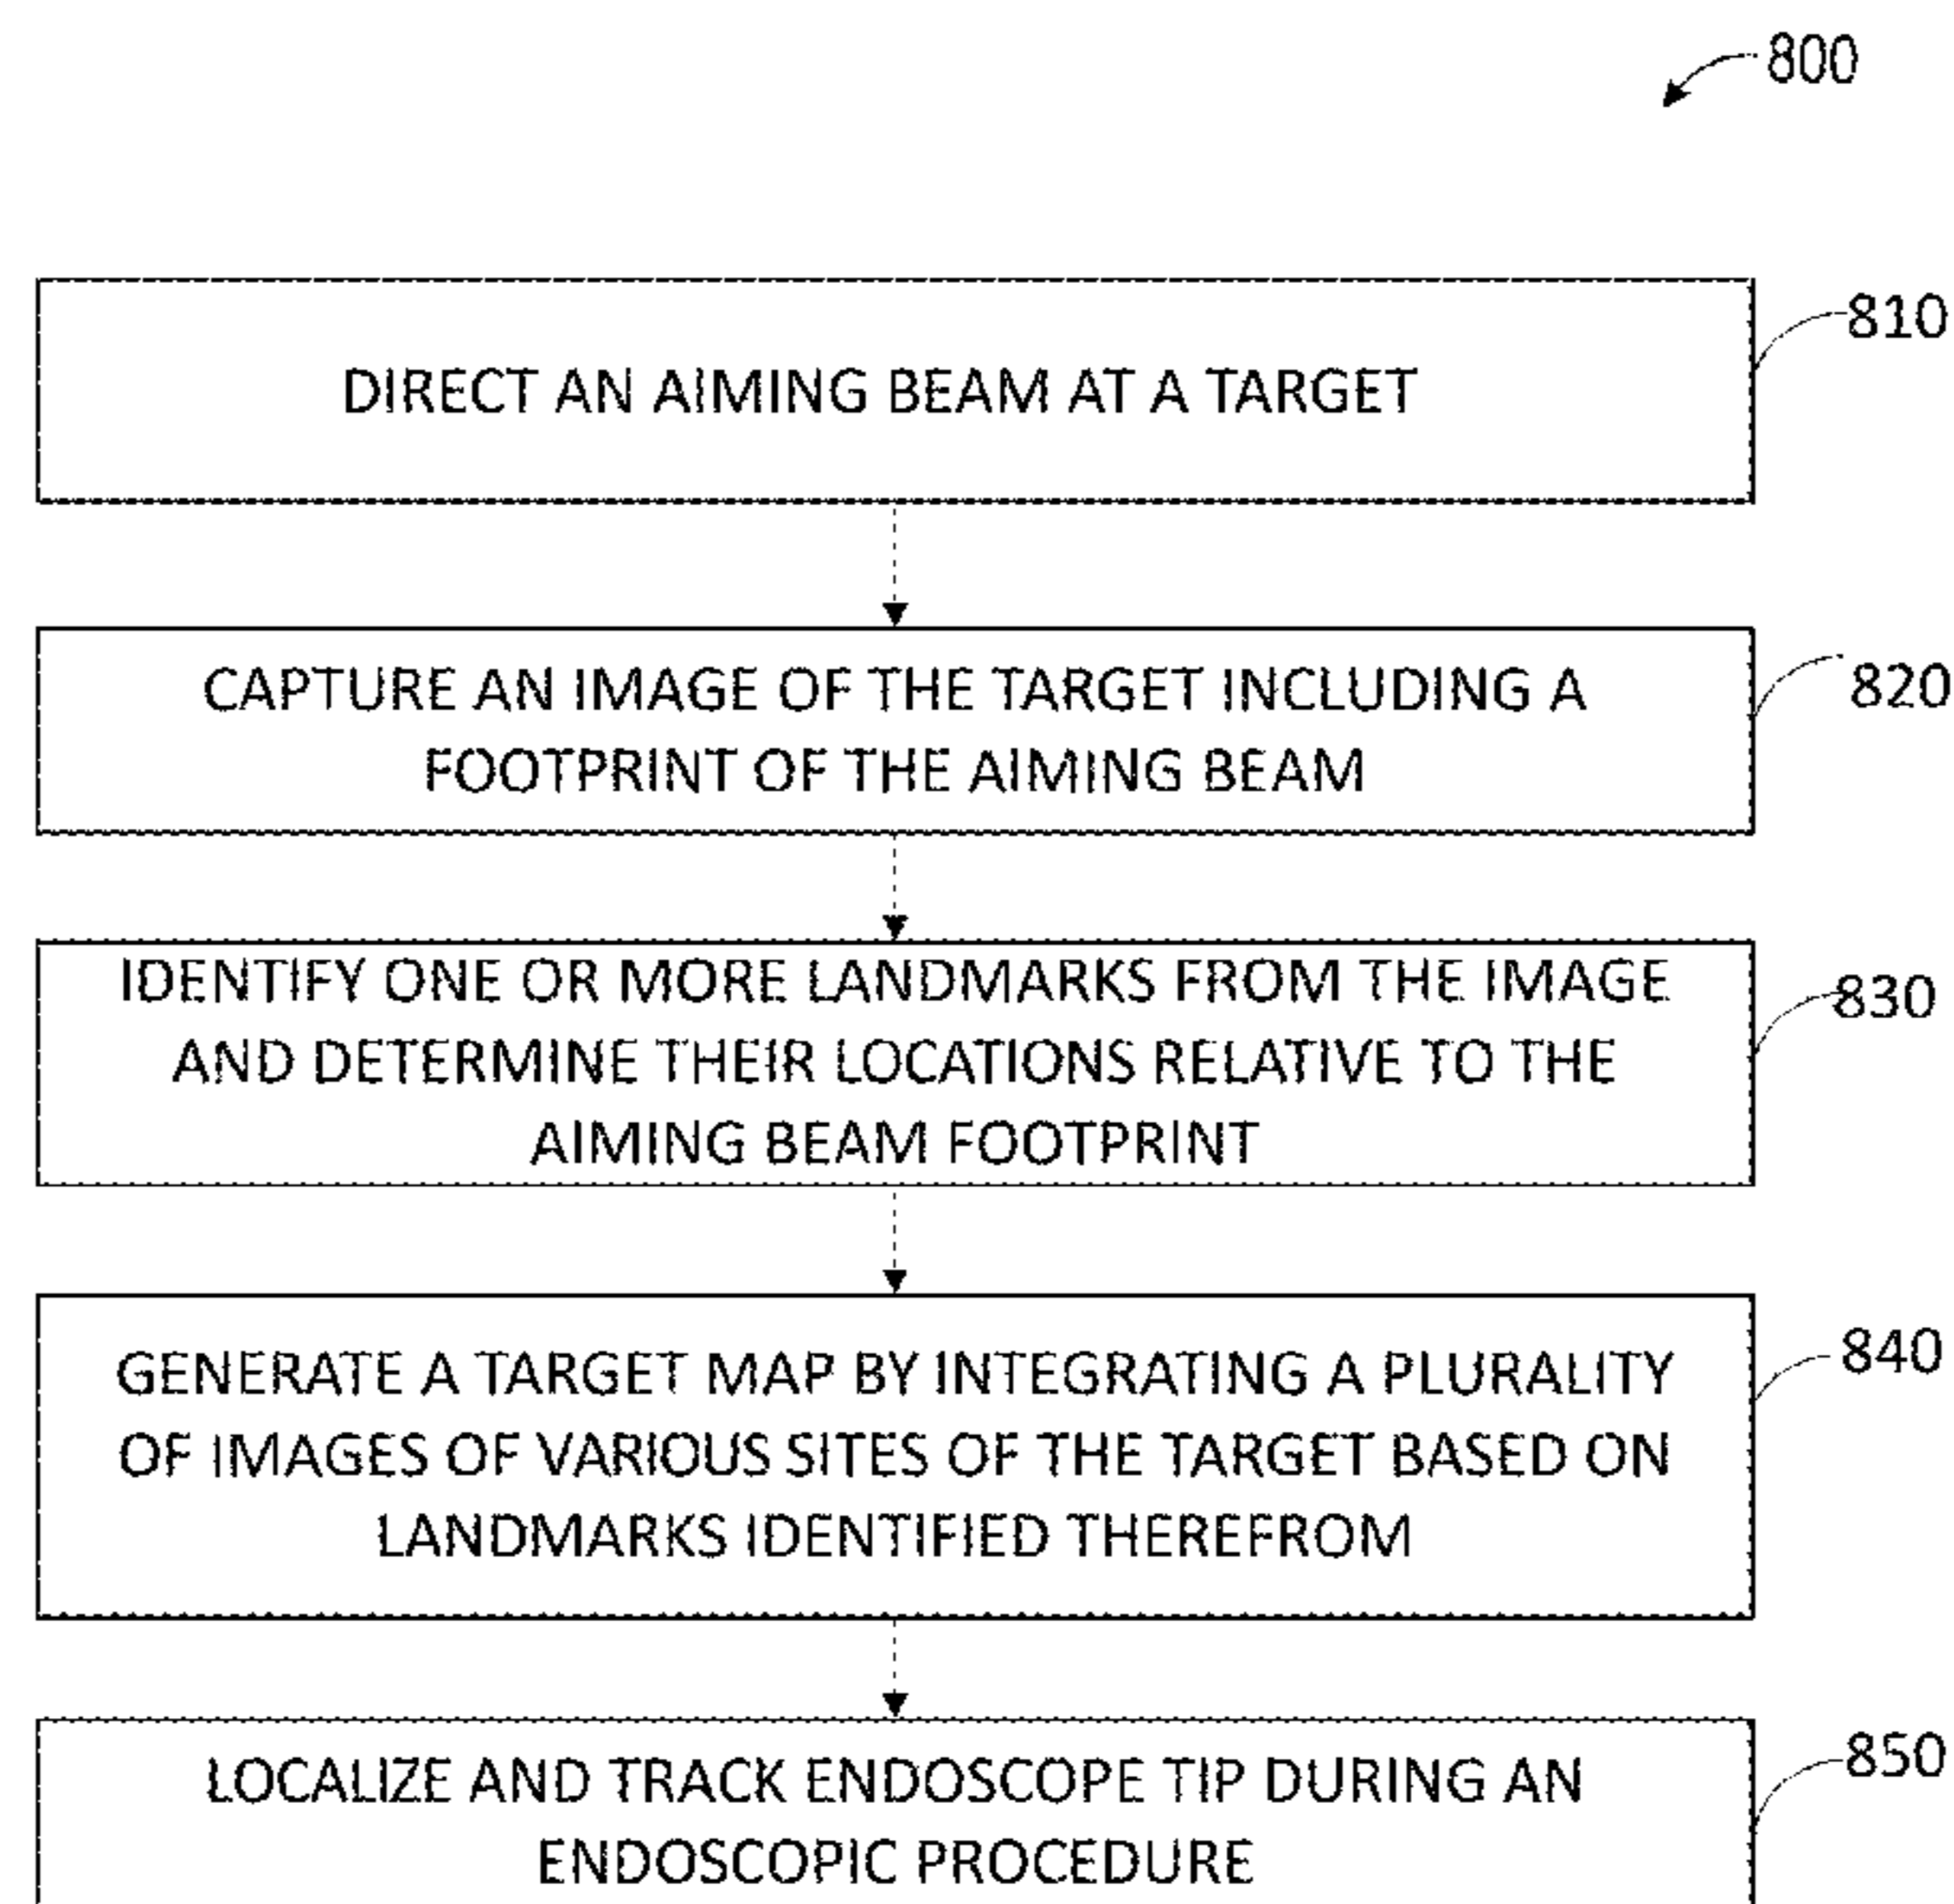 800
810
DIRECT AN AIMING BEAM AT A TARGET
820
CAPTURE AN IMAGE OF THE TARGET INCLUDING A
FOOTPRINT OF THE AIMING BEAM
830
IDENTIFY ONE OR MORE LANDMARKS FROM THE IMAGE
AND DETERMINE THEIR LOCATIONS RELATIVE TO THE
AIMING BEAM FOOTPRINT
840
GENERATE A TARGET MAP BY INTEGRATING A PLURALITY
OF IMAGES OF VARIOUS SITES OF THE TARGET BASED ON
LANDMARKS IDENTIFIED THEREFROM
850
LOCALIZE AND TRACK ENDOSCOPE TIP DURING AN
ENDOSCOPIC PROCEDURE